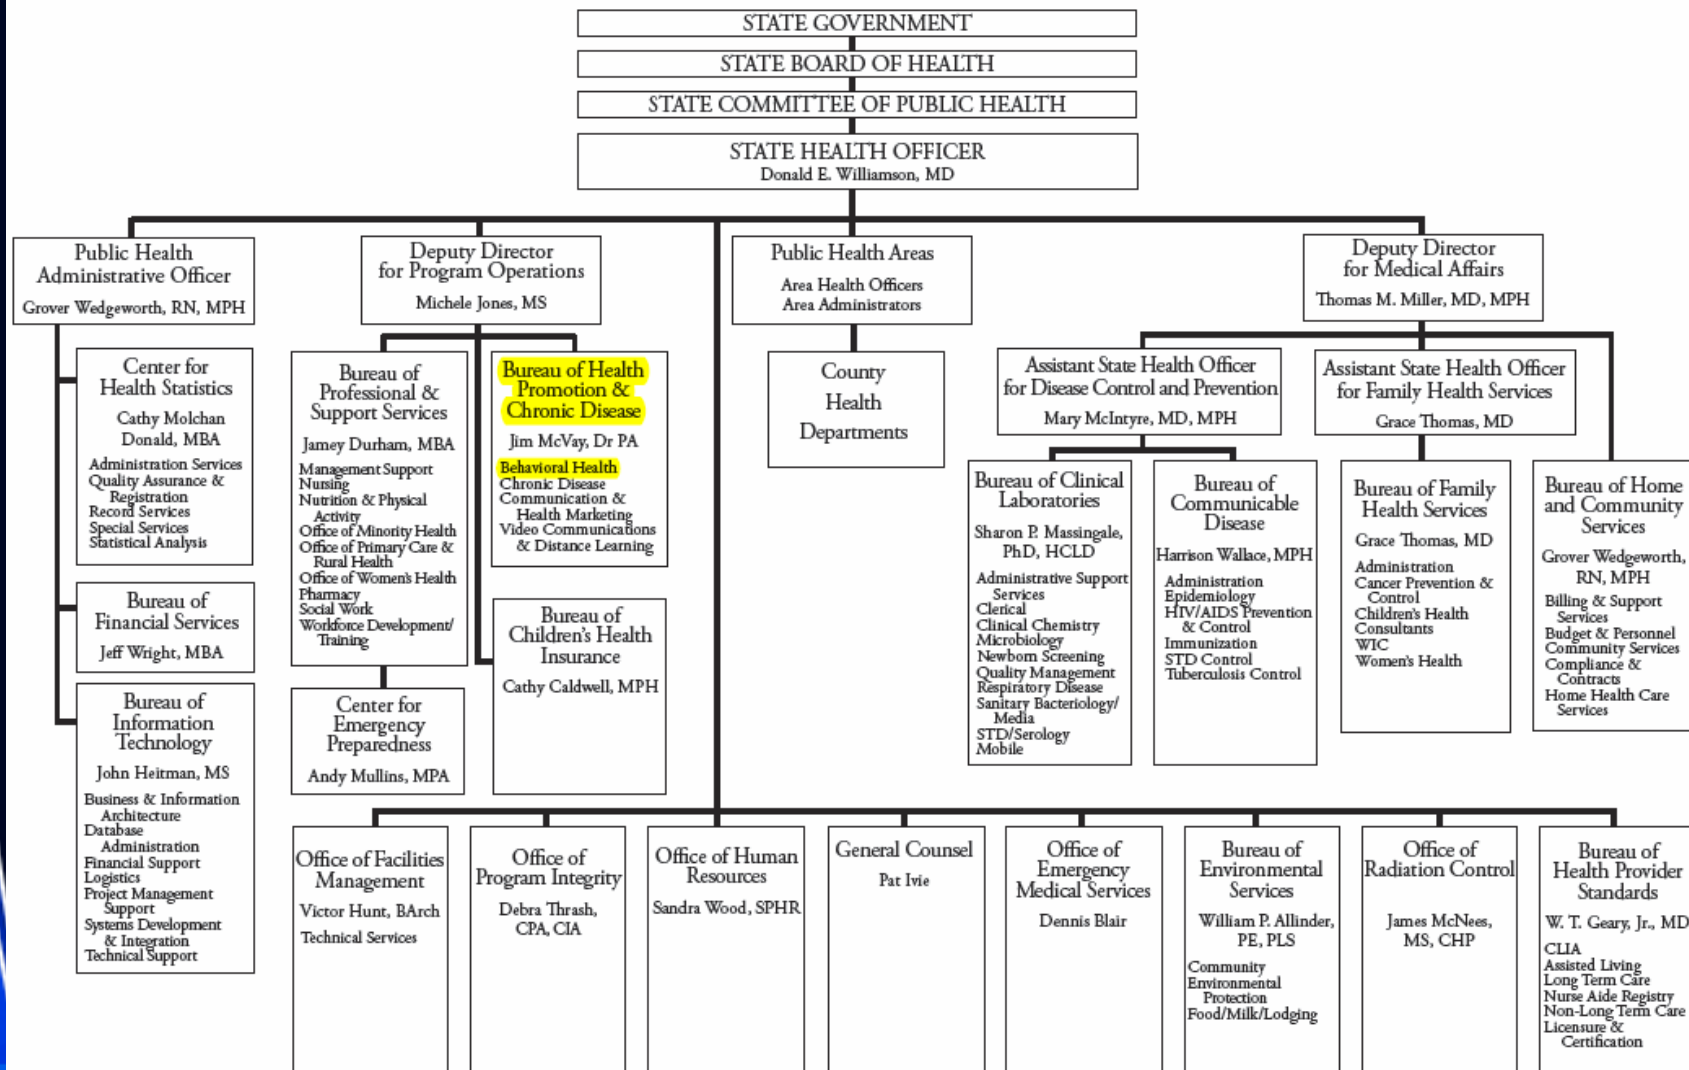 STATE GOVERNMENT
STATE BOARD OF HEALTH
STATE COMMITTEE OF PUBLIC HEALTH
STATE HEALTH OFFICER
Donald E. Williamson, MD
Public Health
Administrative Officer
Grover Wedgeworth, RN, MPH
Center for
Health Statistics
Cathy Molchan
Donald, MBA
Administration Services
Quality Assurance &
Registration
Record Services
Special Services
Statistical Analysis
Bureau of
Financial Services
Jeff Wright, MBA
Bureau of
Information
Technology
John Heitman, MS
Business & Information
Architecture
Database
Administration
Financial Support
Logistics
Project Management
Support
Systems Development
& Integration
Technical Support
Deputy Director
for Program Operations
Michele Jones, MS
Bureau of
Professional &
Support Services
Jamey Durham, MBA
Management Support
Nursing
Nutrition & Physical
Activity
Office of Minority Health
Office of Primary Care &
Rural Health
Office of Women's Health
Pharmacy
Social Work
Workforce Development/
Training
Center for
Emergency
Preparedness
Andy Mullins, MPA
Bureau of Health
Promotion &
Chronic Disease
Jim McVay, Dr PA
Behavioral Health
Chronic Disease
Communication &
Health Marketing
Video Communications
& Distance Learning
Bureau of
Children's Health
Insurance
Cathy Caldwell, MPH
Public Health Areas
Area Health Officers
Area Administrators
County
Health
Departments
Deputy Director
for Medical Affairs
Thomas M. Miller, MD, MPH
Assistant State Health Officer
for Disease Control and Prevention
Mary McIntyre, MD, MPH
Bureau of Clinical
Laboratories
Sharon P. Massingale,
PhD, HCLD
Administrative Support
Services
Clerical
Clinical Chemistry
Microbiology
Newborn Screening
Quality Management
Respiratory Disease
Sanitary Bacteriology/
Media
STD/Serology
Mobile
Bureau of
Communicable
Disease
Harrison Wallace, MPH
Administration
Epidemiology
HIV/AIDS Prevention
& Control
Immunization
STD Control
Tuberculosis Control
Assistant State Health Officer
for Family Health Services
Grace Thomas, MD
Bureau of Family
Health Services
Grace Thomas, MD
Administration
Cancer Prevention &
Control
Children's Health
Consultants
WIC
Women's Health
Bureau of Home
and Community
Services
Grover Wedgeworth,
RN, MPH
Billing & Support
Services
Budget & Personnel
Community Services
Compliance &
Contracts
Home Health Care
Services
Office of Facilities
Management
Victor Hunt, BArch
Technical Services
Office of
Program Integrity
Debra Thrash,
CPA, CIA
Office of Human
Resources
Sandra Wood, SPHR
General Counsel
Pat Ivie
Office of
Emergency
Medical Services
Dennis Blair
Bureau of
Environmental
Services
William P. Allinder,
PE, PLS
Community
Environmental
Protection
Food/Milk/Lodging
Office of
Radiation Control
James McNees,
MS, CHP
Bureau of
Health Provider
Standards
W. T. Geary, Jr., MD
CLIA
Assisted Living
Long Term Care
Nurse Aide Registry
Non-Long Term Care
Licensure &
Certification